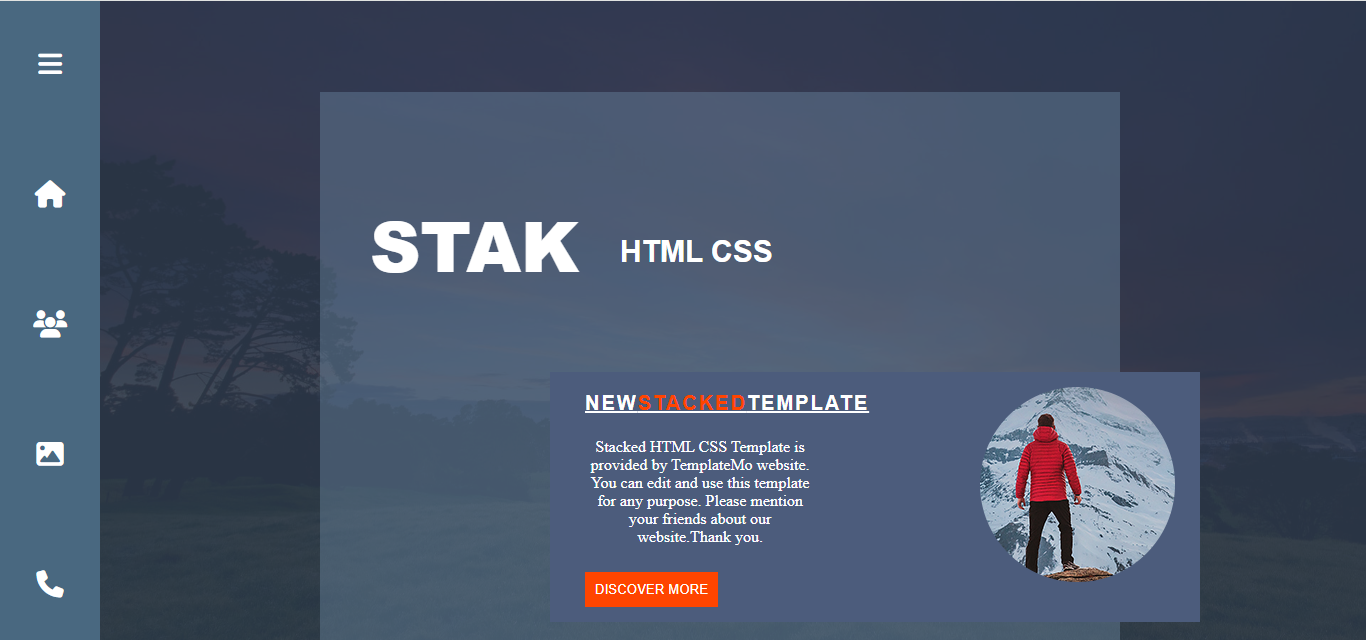 STAK
HTML CSS
NEWSTACKEDTEMPLATE
Stacked HTML CSS Template is
provided by TemplateMo website.
You can edit and use this template
for any purpose. Please mention
your friends about our
website.Thank you.
DISCOVER MORE